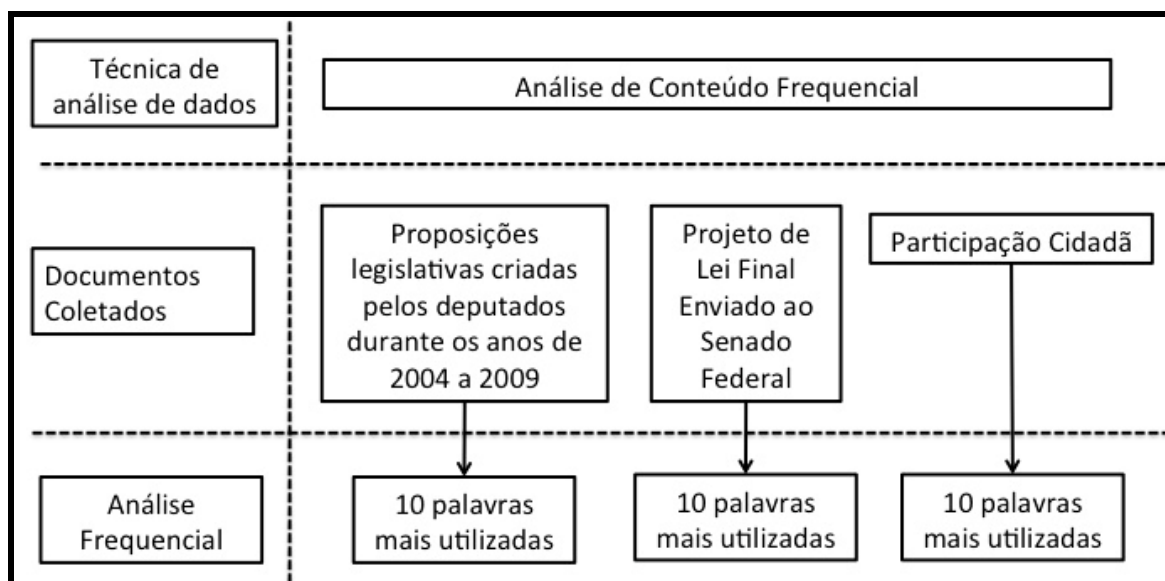 Técnica de
análise de dados
Análise de Conteúdo Frequencial
Documentos
Coletados
Proposições
legislativas criadas
pelos deputados
durante os anos de
2004 a 2009
Projeto de
Lei Final
Enviado ao
Senado
Federal
Participação Cidadã
Análise
Frequencial
10 palavras
mais utilizadas
10 palavras
mais utilizadas
10 palavras
mais utilizadas